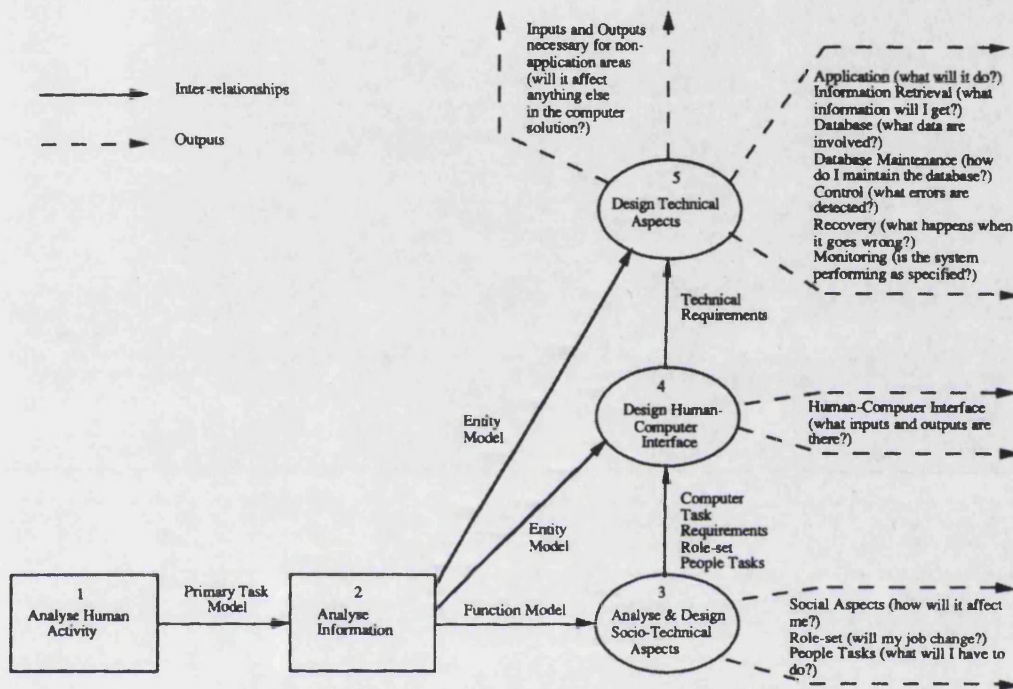 Inter-relationships
Outputs
Inputs and Outputs
necessary for non-
application areas
(will it affect
anything else
in the computer
solution?)
Application (what will it do?)
Information Retrieval (what
information will I get?)
Database (what data are
involved?)
Database Maintenance (how
do I maintain the database?)
Control (what errors are
detected?)
Recovery (what happens when
it goes wrong?)
Monitoring (is the system
performing as specified?)
5
Design Technical
Aspects
Technical
Requirements
Entity
Model
4
Design Human-
Computer
Interface
Human-Computer Interface
(what inputs and outputs are
there?)
Entity
Model
Computer
Task
Requirements
Role-set
People Tasks
1
Analyse Human
Activity
Primary Task
Model
2
Analyse
Information
Function Model
3
Analyse & Design
Socio-Technical
Aspects
Social Aspects (how will it affect
me?)
Role-set (will my job change?)
People Tasks (what will I have to
do?)